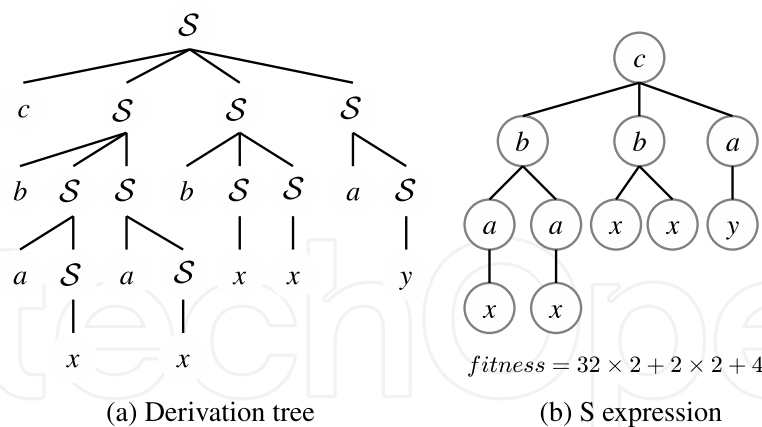 S
c S S S
b S S b S S a S
a S a S x x y
x x
(a) Derivation tree
c
b b a
a a x x y
x x
fitness = 32 × 2 + 2 × 2 + 4
(b) S expression